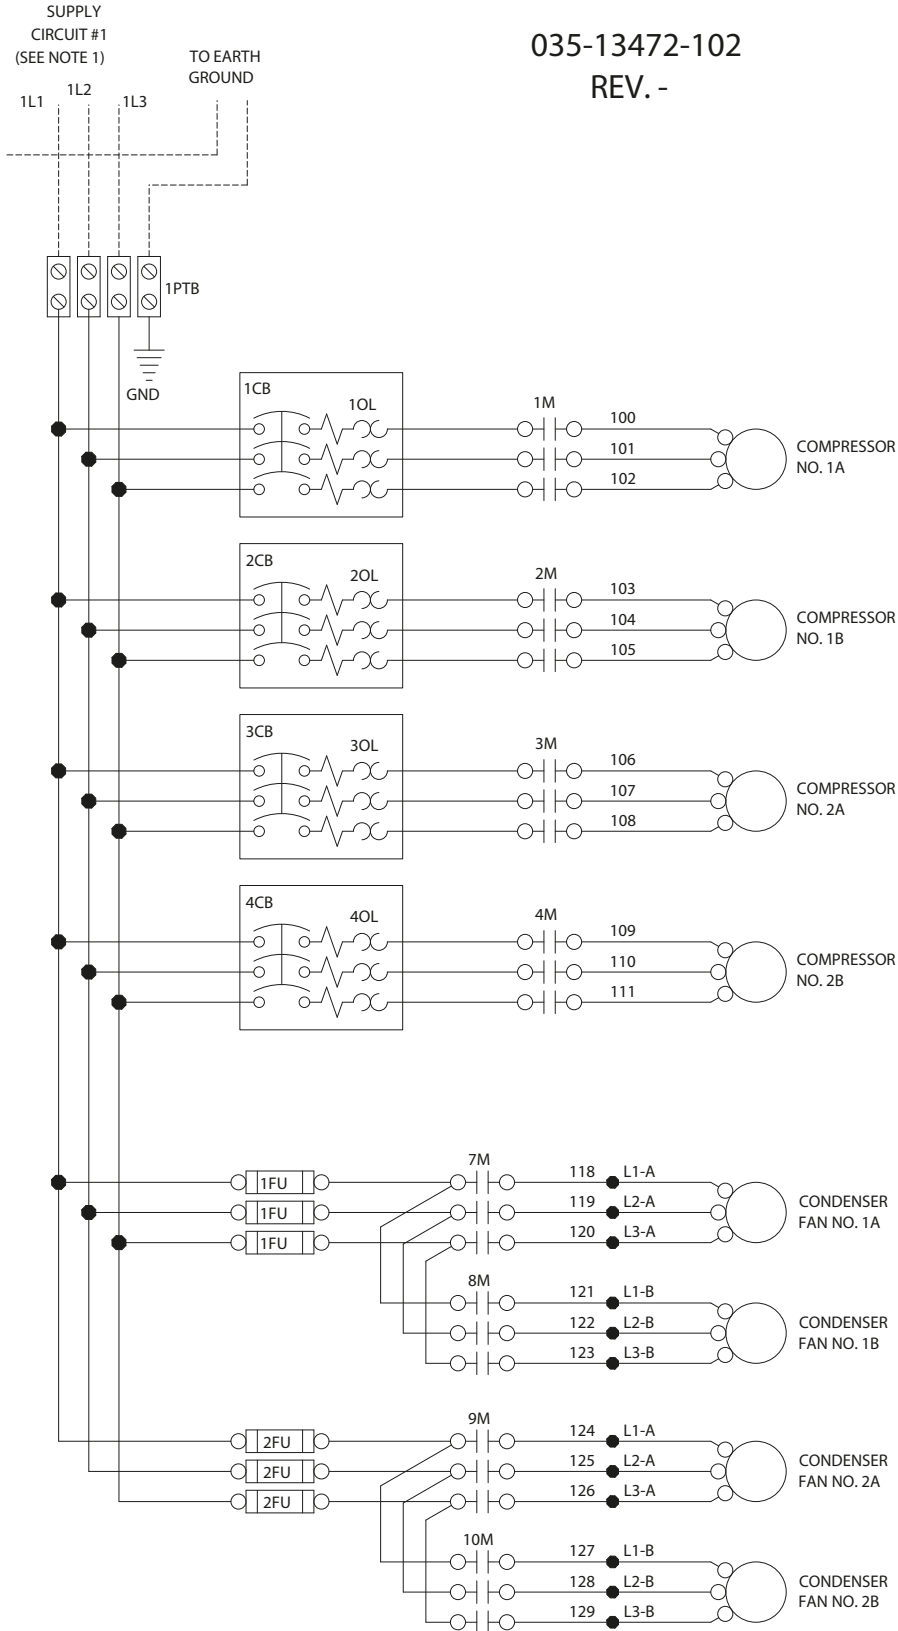 SUPPLY
CIRCUIT #1
(SEE NOTE 1)
TO EARTH
GROUND
035-13472-102
REV. -
1L1
1L2
1L3
1PTB
GND
1CB
1OL
1M
100
101
102
COMPRESSOR
NO. 1A
2CB
2OL
2M
103
104
105
COMPRESSOR
NO. 1B
3CB
3OL
3M
106
107
108
COMPRESSOR
NO. 2A
4CB
4OL
4M
109
110
111
COMPRESSOR
NO. 2B
7M
1FU
118 L1-A
1FU
119 L2-A
1FU
120 L3-A
CONDENSER
FAN NO. 1A
8M
121 L1-B
122 L2-B
123 L3-B
CONDENSER
FAN NO. 1B
9M
2FU
124 L1-A
2FU
125 L2-A
2FU
126 L3-A
CONDENSER
FAN NO. 2A
10M
127 L1-B
128 L2-B
129 L3-B
CONDENSER
FAN NO. 2B